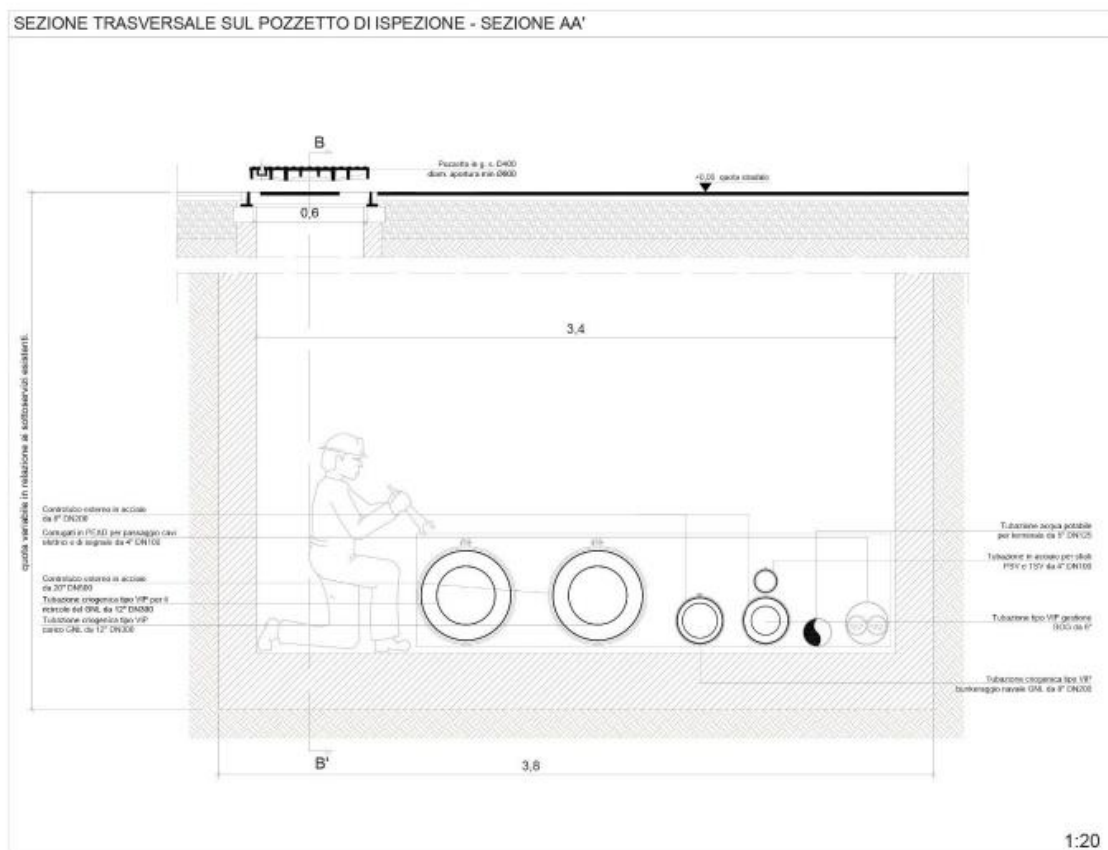 SEZIONE TRASVERSALE SUL POZZETTO DI ISPEZIONE - SEZIONE AA'
B
Pozzetto in g. s. D400
diam. apertura min Ø600
+0,00 quota stradale
0,6
3,4
quota variabile in relazione ai sottoservizi esistenti.
Controtubo esterno in acciaio
da 8" DN200
Corrugati in PEAD per passaggio cavi
elettrici e di segnale da 4" DN100
Controtubo esterno in acciaio
da 20" DN500
Tubazione criogenica tipo VIP per il
ricircolo del GNL da 12" DN300
Tubazione criogenica tipo VIP
carico GNL da 12" DN300
Tubazione acqua potabile
per terminale da 5" DN125
Tubazione in acciaio per sfiati
PSV e TSV da 4" DN100
Tubazione tipo VIP gestione
BOG da 6"
Tubazione criogenica tipo VIP
bunkeraggio navale GNL da 8" DN200
B'
3,8
1:20